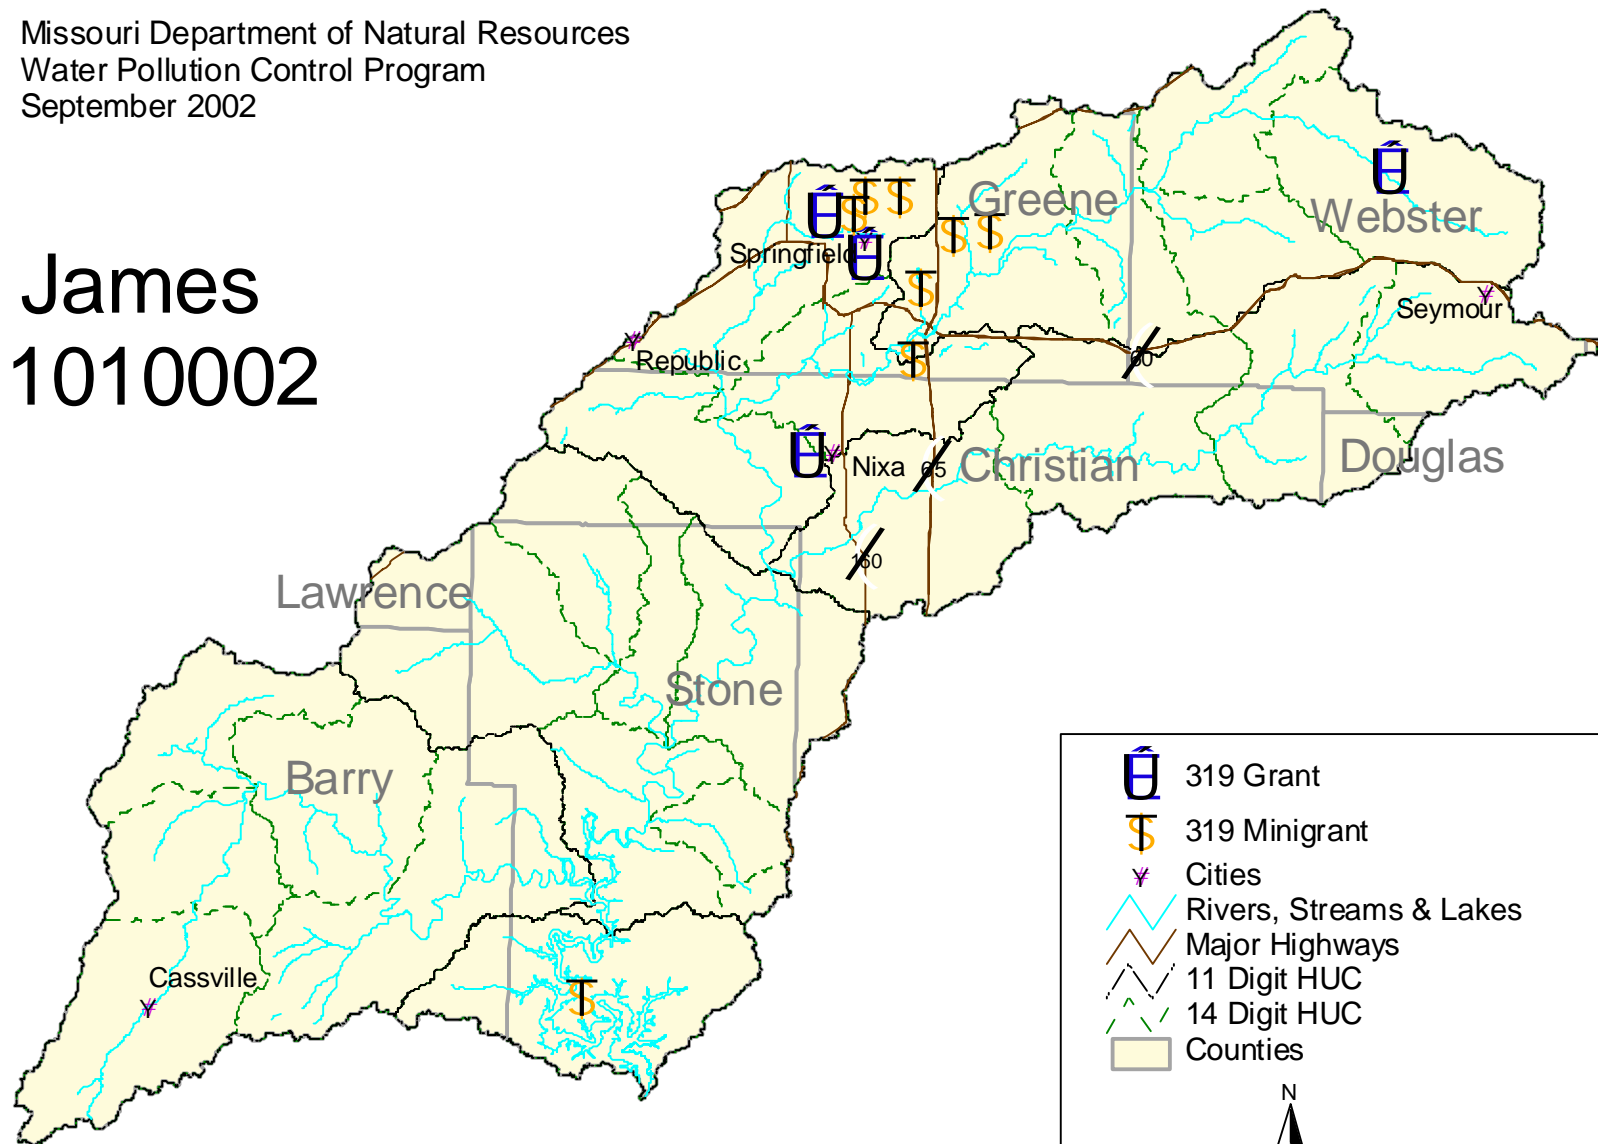 Missouri Department of Natural Resources
Water Pollution Control Program
September 2002
James
1010002
Greene
Webster
Springfield
Seymour
Republic
60
Nixa
65
Christian
Douglas
160
Lawrence
Stone
Barry
Cassville
319 Grant
319 Minigrant
Cities
Rivers, Streams & Lakes
Major Highways
11 Digit HUC
14 Digit HUC
Counties
N